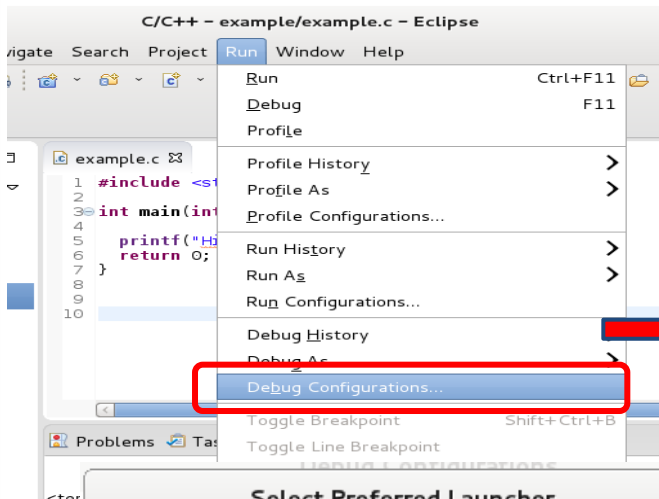 C/C++ – example/example.c – Eclipse
vigate Search Project Run Window Help
Run Ctrl+F11
Debug F11
Profile
example.c
Profile History
Profile As
Profile Configurations...
Run History
Run As
Run Configurations...
Debug History
Debug As
Debug Configurations...
Toggle Breakpoint Shift+Ctrl+B
Toggle Line Breakpoint
1 #include <st
2
3 int main(int
4
5 printf("Hi
6 return 0;
7 }
8
9
10
Problems Tas
Debug Configurations
Select Preferred Launcher